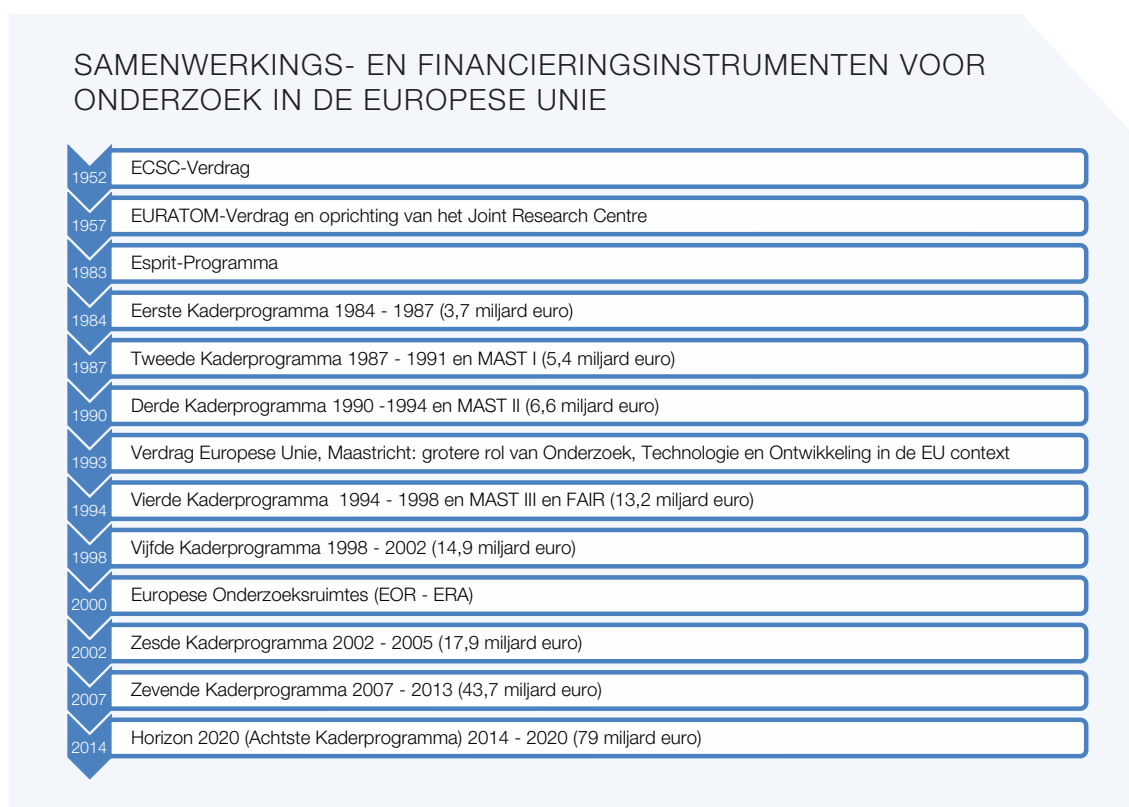 SAMENWERKINGS- EN FINANCIERINGSINSTRUMENTEN VOOR
ONDERZOEK IN DE EUROPESE UNIE
1952 ECSC-Verdrag
1957 EURATOM-Verdrag en oprichting van het Joint Research Centre
1983 Esprit-Programma
1984 Eerste Kaderprogramma 1984 - 1987 (3,7 miljard euro)
1987 Tweede Kaderprogramma 1987 - 1991 en MAST I (5,4 miljard euro)
1990 Derde Kaderprogramma 1990 -1994 en MAST II (6,6 miljard euro)
1993 Verdrag Europese Unie, Maastricht: grotere rol van Onderzoek, Technologie en Ontwikkeling in de EU context
1994 Vierde Kaderprogramma  1994 - 1998 en MAST III en FAIR (13,2 miljard euro)
1998 Vijfde Kaderprogramma 1998 - 2002 (14,9 miljard euro)
2000 Europese Onderzoeksruimtes (EOR - ERA)
2002 Zesde Kaderprogramma 2002 - 2005 (17,9 miljard euro)
2007 Zevende Kaderprogramma 2007 - 2013 (43,7 miljard euro)
2014 Horizon 2020 (Achtste Kaderprogramma) 2014 - 2020 (79 miljard euro)